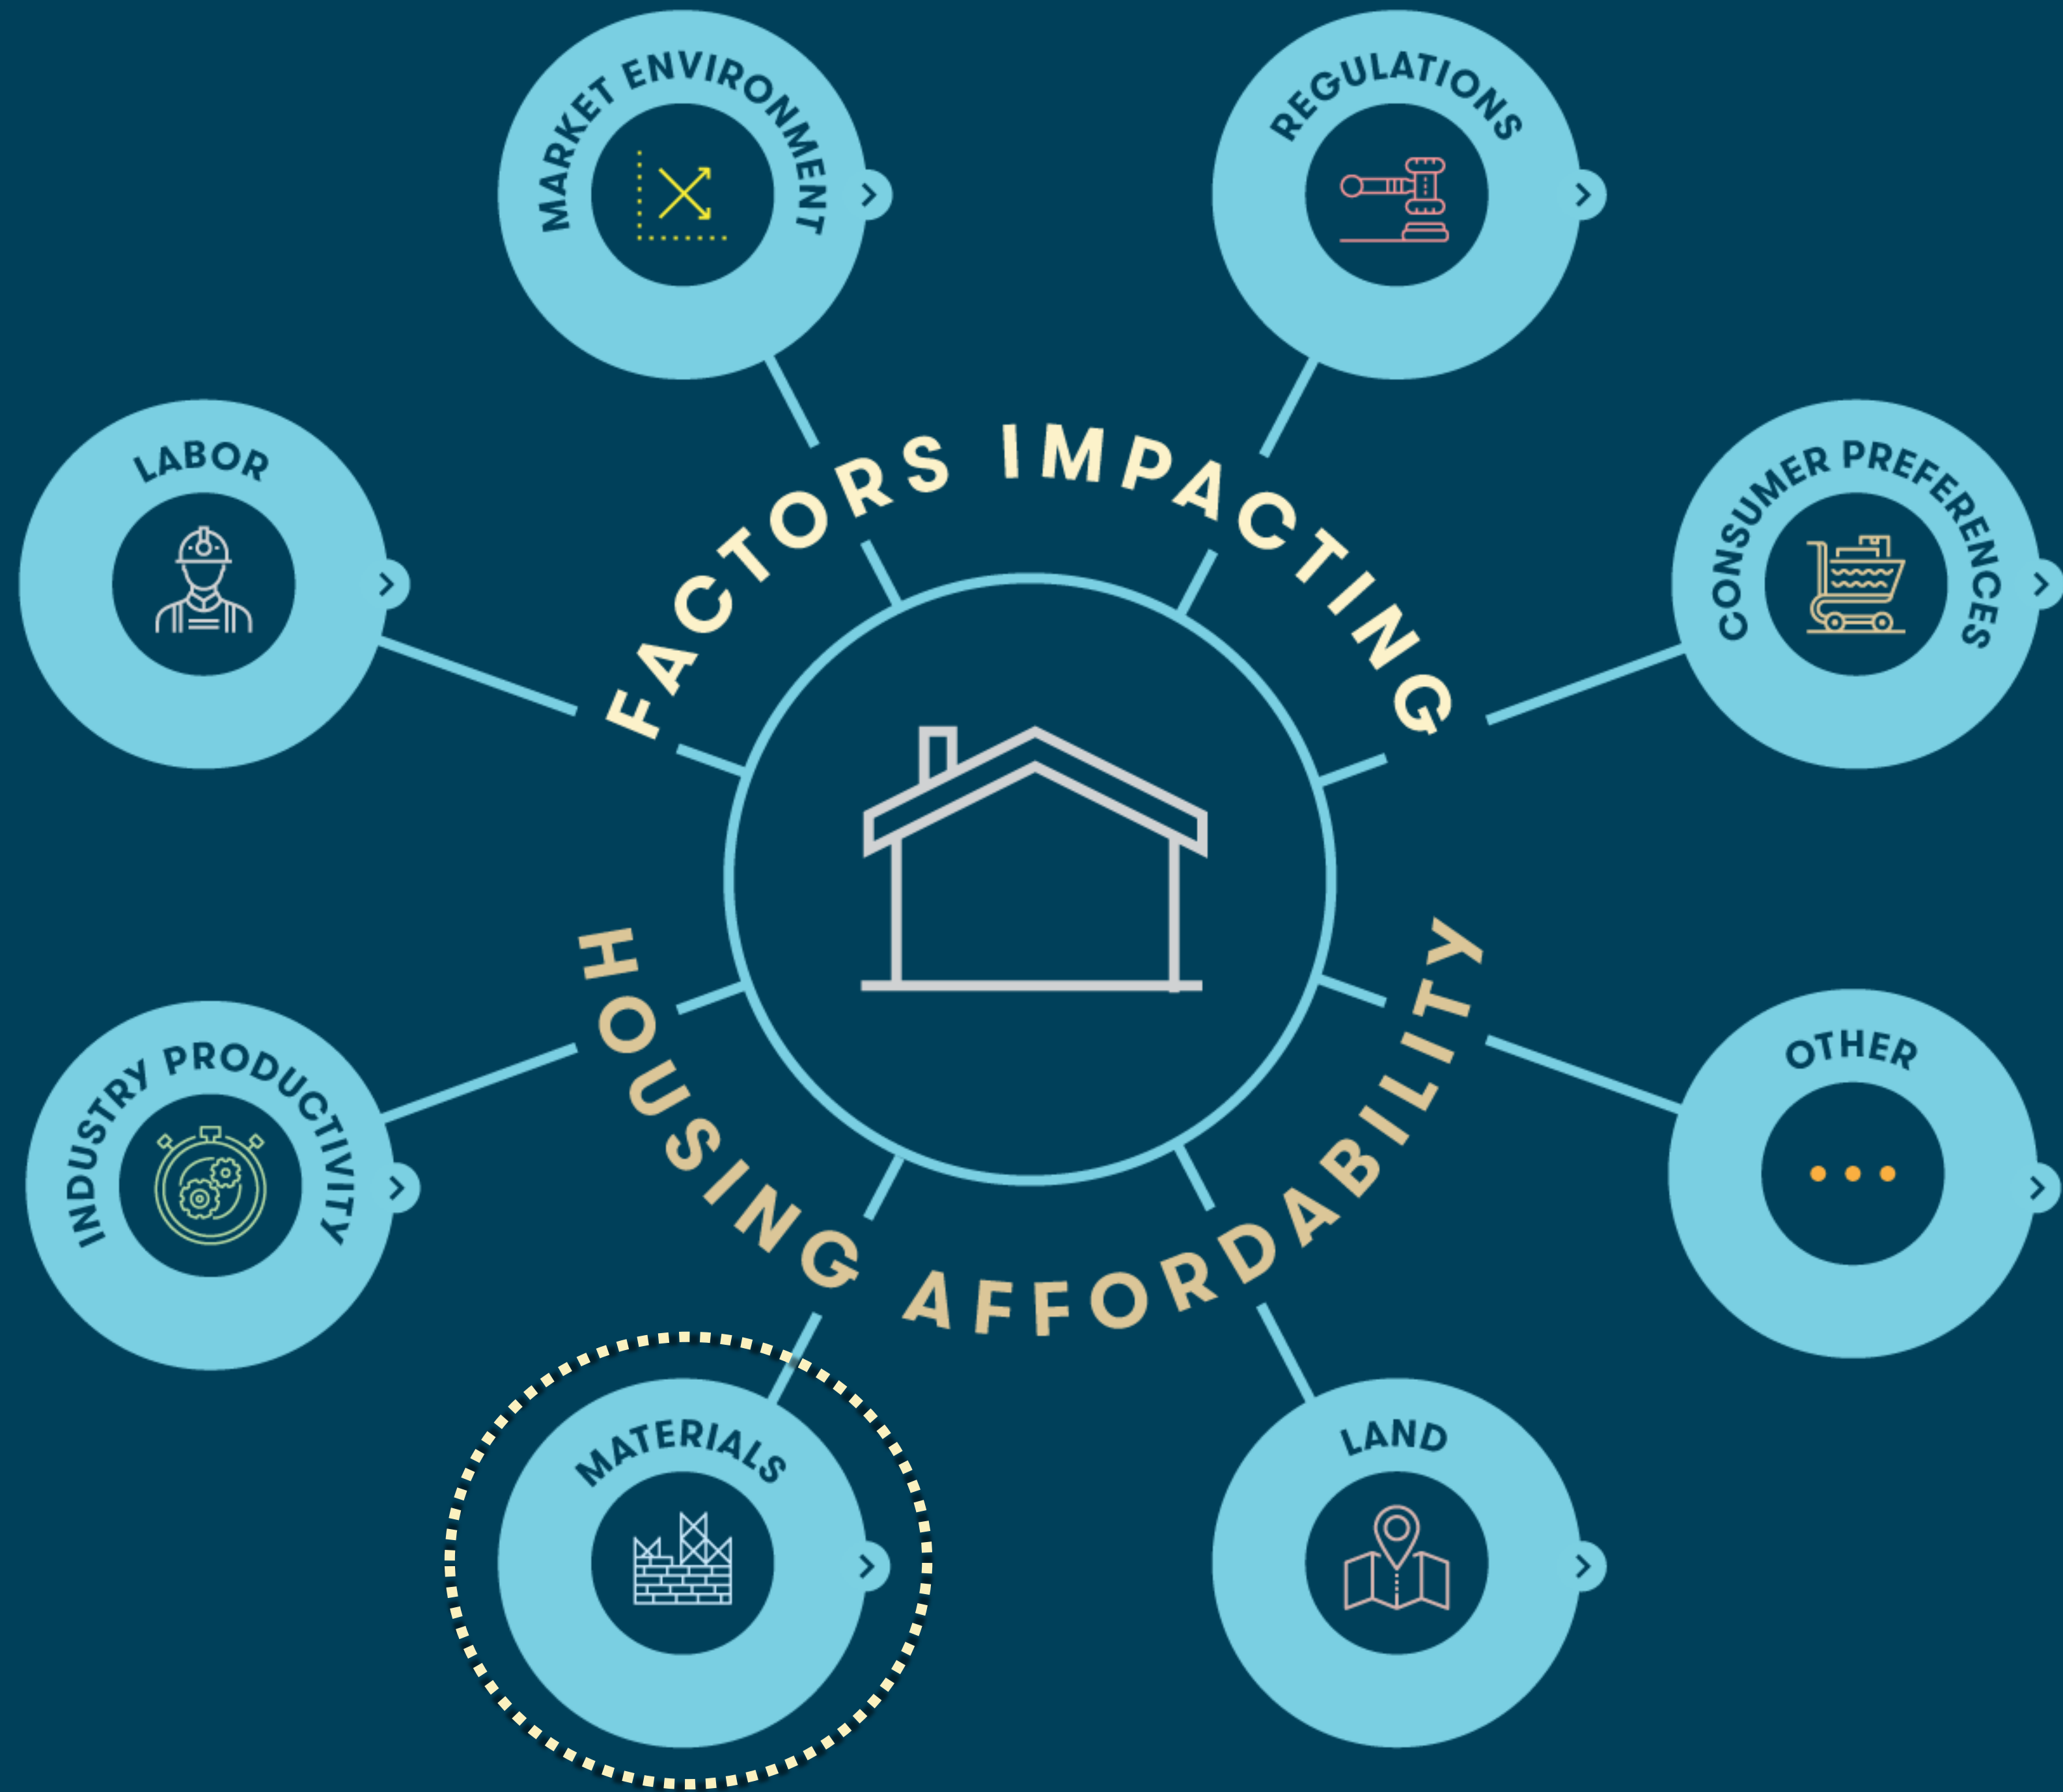 MARKET ENVIRONMENT
REGULATIONS
LABOR
CONSUMER PREFERENCES
FACTORS IMPACTING
HOUSING AFFORDABILITY
INDUSTRY PRODUCTIVITY
OTHER
MATERIALS
LAND